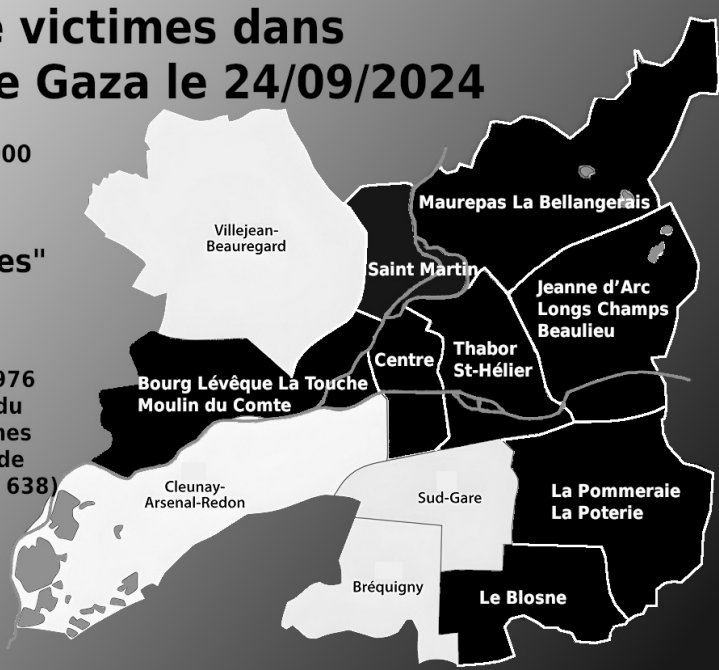 e victimes dans
e Gaza le 24/09/2024
00
es"
976
du
nes
de
638)
Villejean-
Beauregard
Maurepas La Bellangerais
Saint Martin
Jeanne d’Arc
Longs Champs
Beaulieu
Thabor
St-Hélier
Centre
Bourg Lévêque La Touche
Moulin du Comte
Cleunay-
Arsenal-Redon
Sud-Gare
La Pommeraie
La Poterie
Bréquigny
Le Blosne